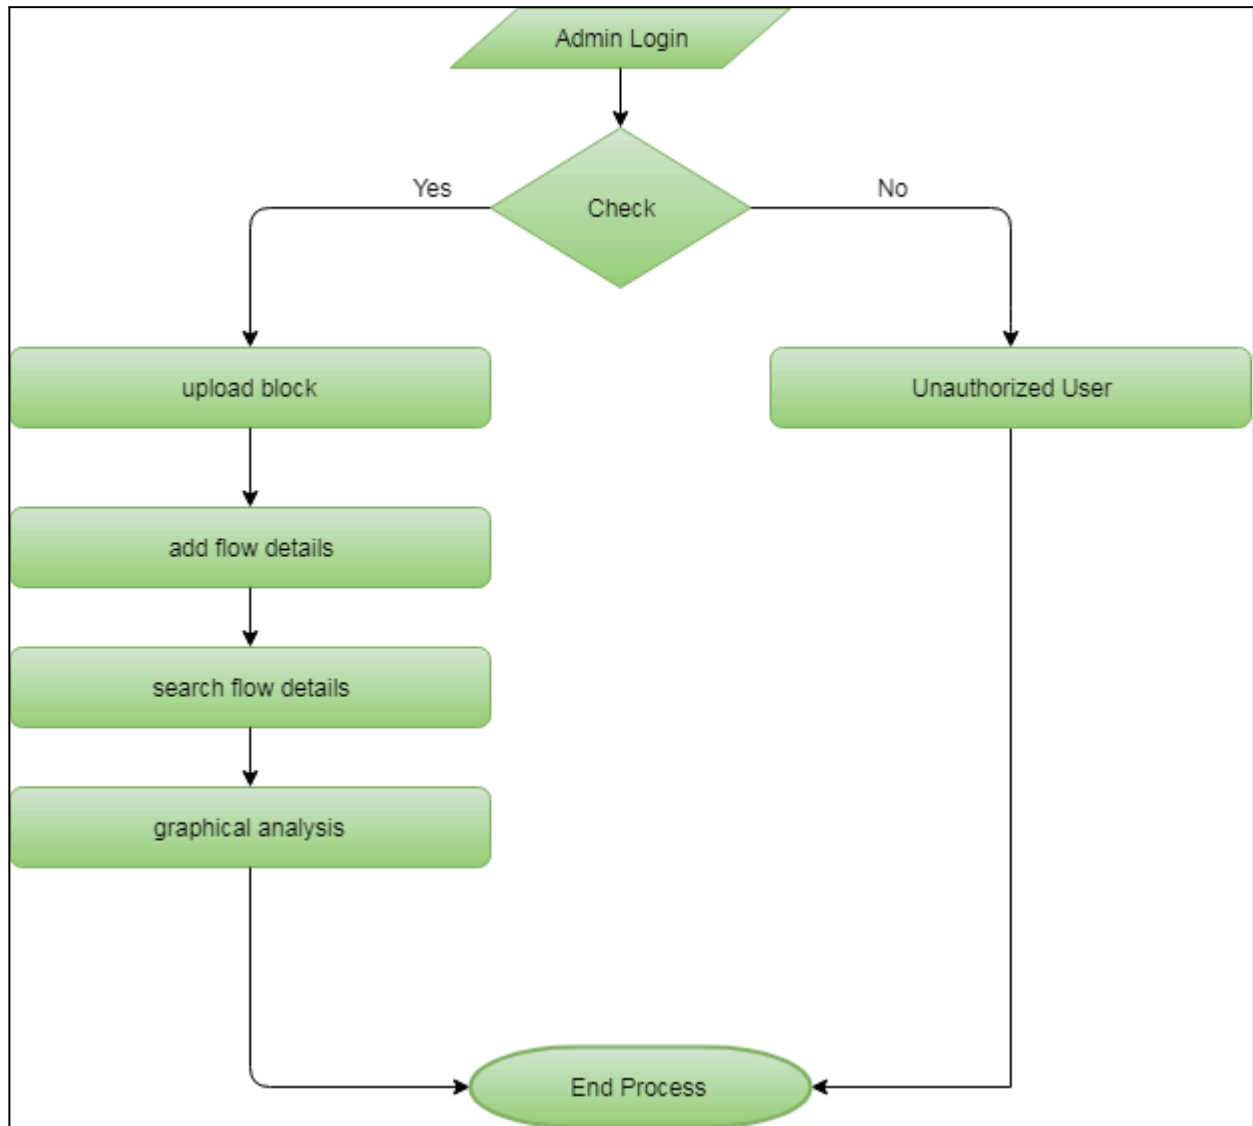 Admin Login
Yes
Check
No
upload block
Unauthorized User
add flow details
search flow details
graphical analysis
End Process